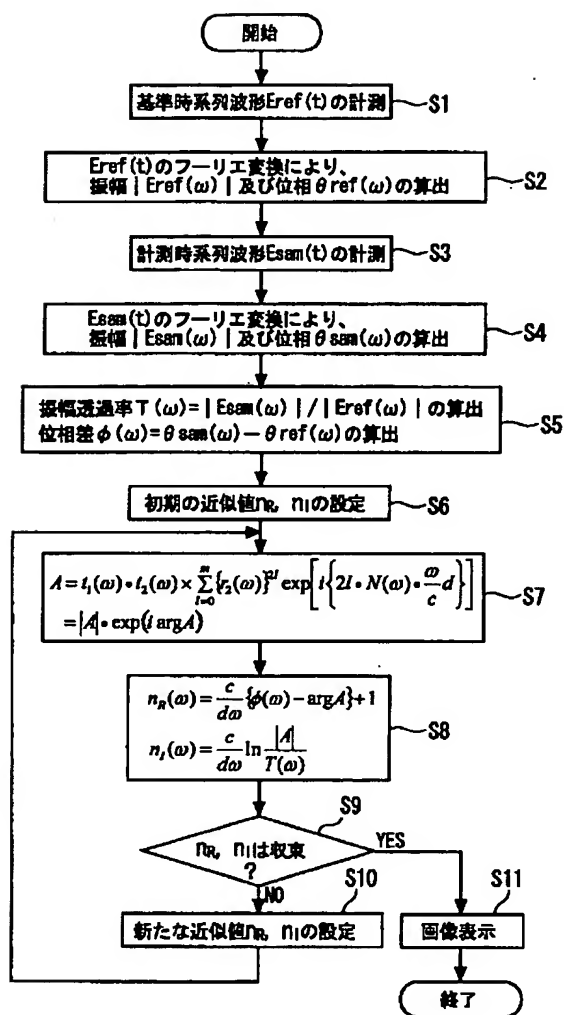 開始
基準時系列波形Eref(t)の計測
S1
Eref(t)のフーリエ変換により、
振幅|Eref(ω)|及び位相θref(ω)の算出
S2
計測時系列波形Esam(t)の計測
S3
Esam(t)のフーリエ変換により、
振幅|Esam(ω)|及び位相θsam(ω)の算出
S4
振幅透過率T(ω)=|Esam(ω)|/|Eref(ω)|の算出
位相差φ(ω)=θsam(ω)−θref(ω)の算出
S5
初期の近似値nR, nIの設定
S6
A = t₁(ω)•t₂(ω)×∑_{l=0}^{m}{r₂(ω)}^{2l} exp[i{2l•N(ω)•ω/c d}]
=|A|•exp(i argA)
S7
n_R(ω)=c/dω{φ(ω)−argA}+1
n_I(ω)=c/dω ln |A|/T(ω)
S8
S9
nR, nIは収束
?
YES
NO
S10
新たな近似値nR, nIの設定
S11
画像表示
終了